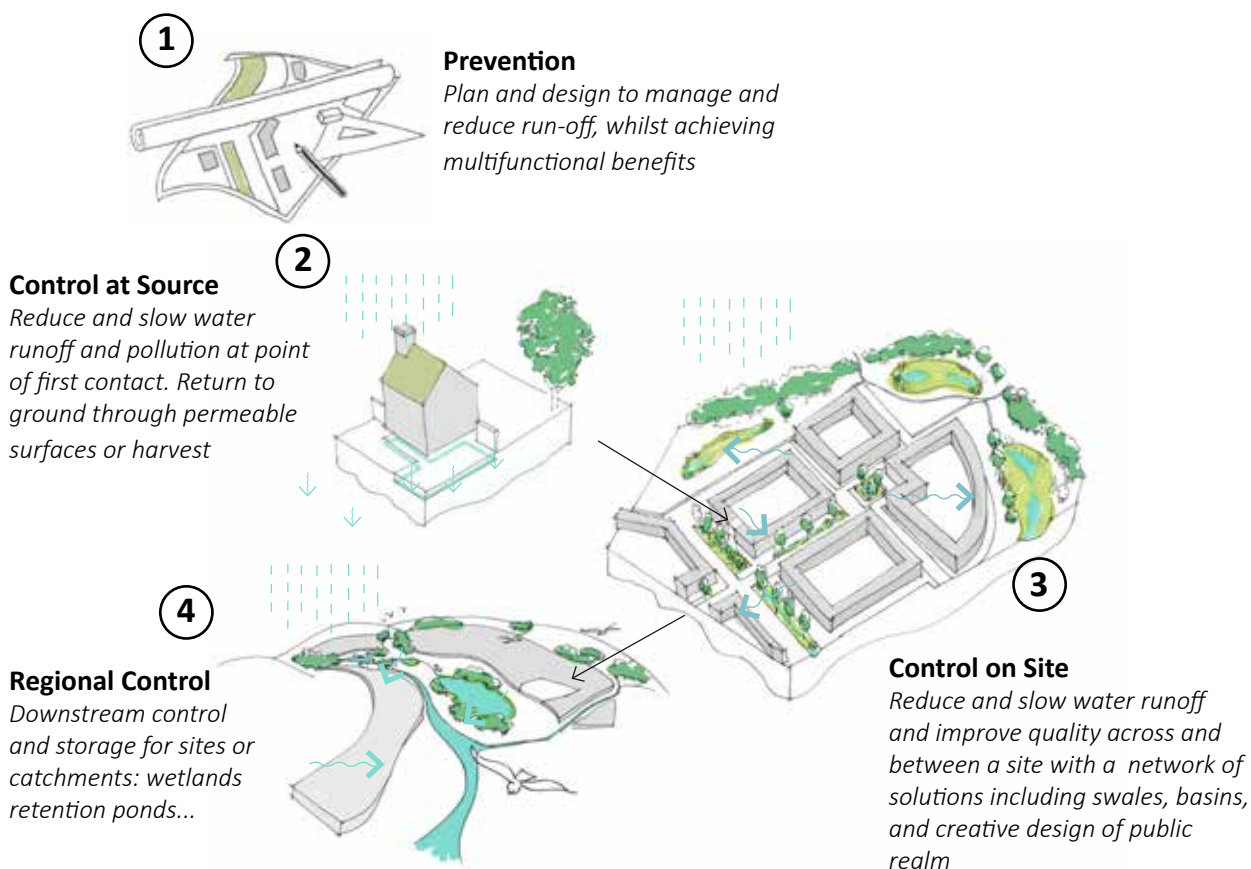 1
Prevention
Plan and design to manage and
reduce run-off, whilst achieving
multifunctional benefits
2
Control at Source
Reduce and slow water
runoff and pollution at point
of first contact. Return to
ground through permeable
surfaces or harvest
3
Control on Site
Reduce and slow water runoff
and improve quality across and
between a site with a  network of
solutions including swales, basins,
and creative design of public
realm
4
Regional Control
Downstream control
and storage for sites or
catchments: wetlands
retention ponds...